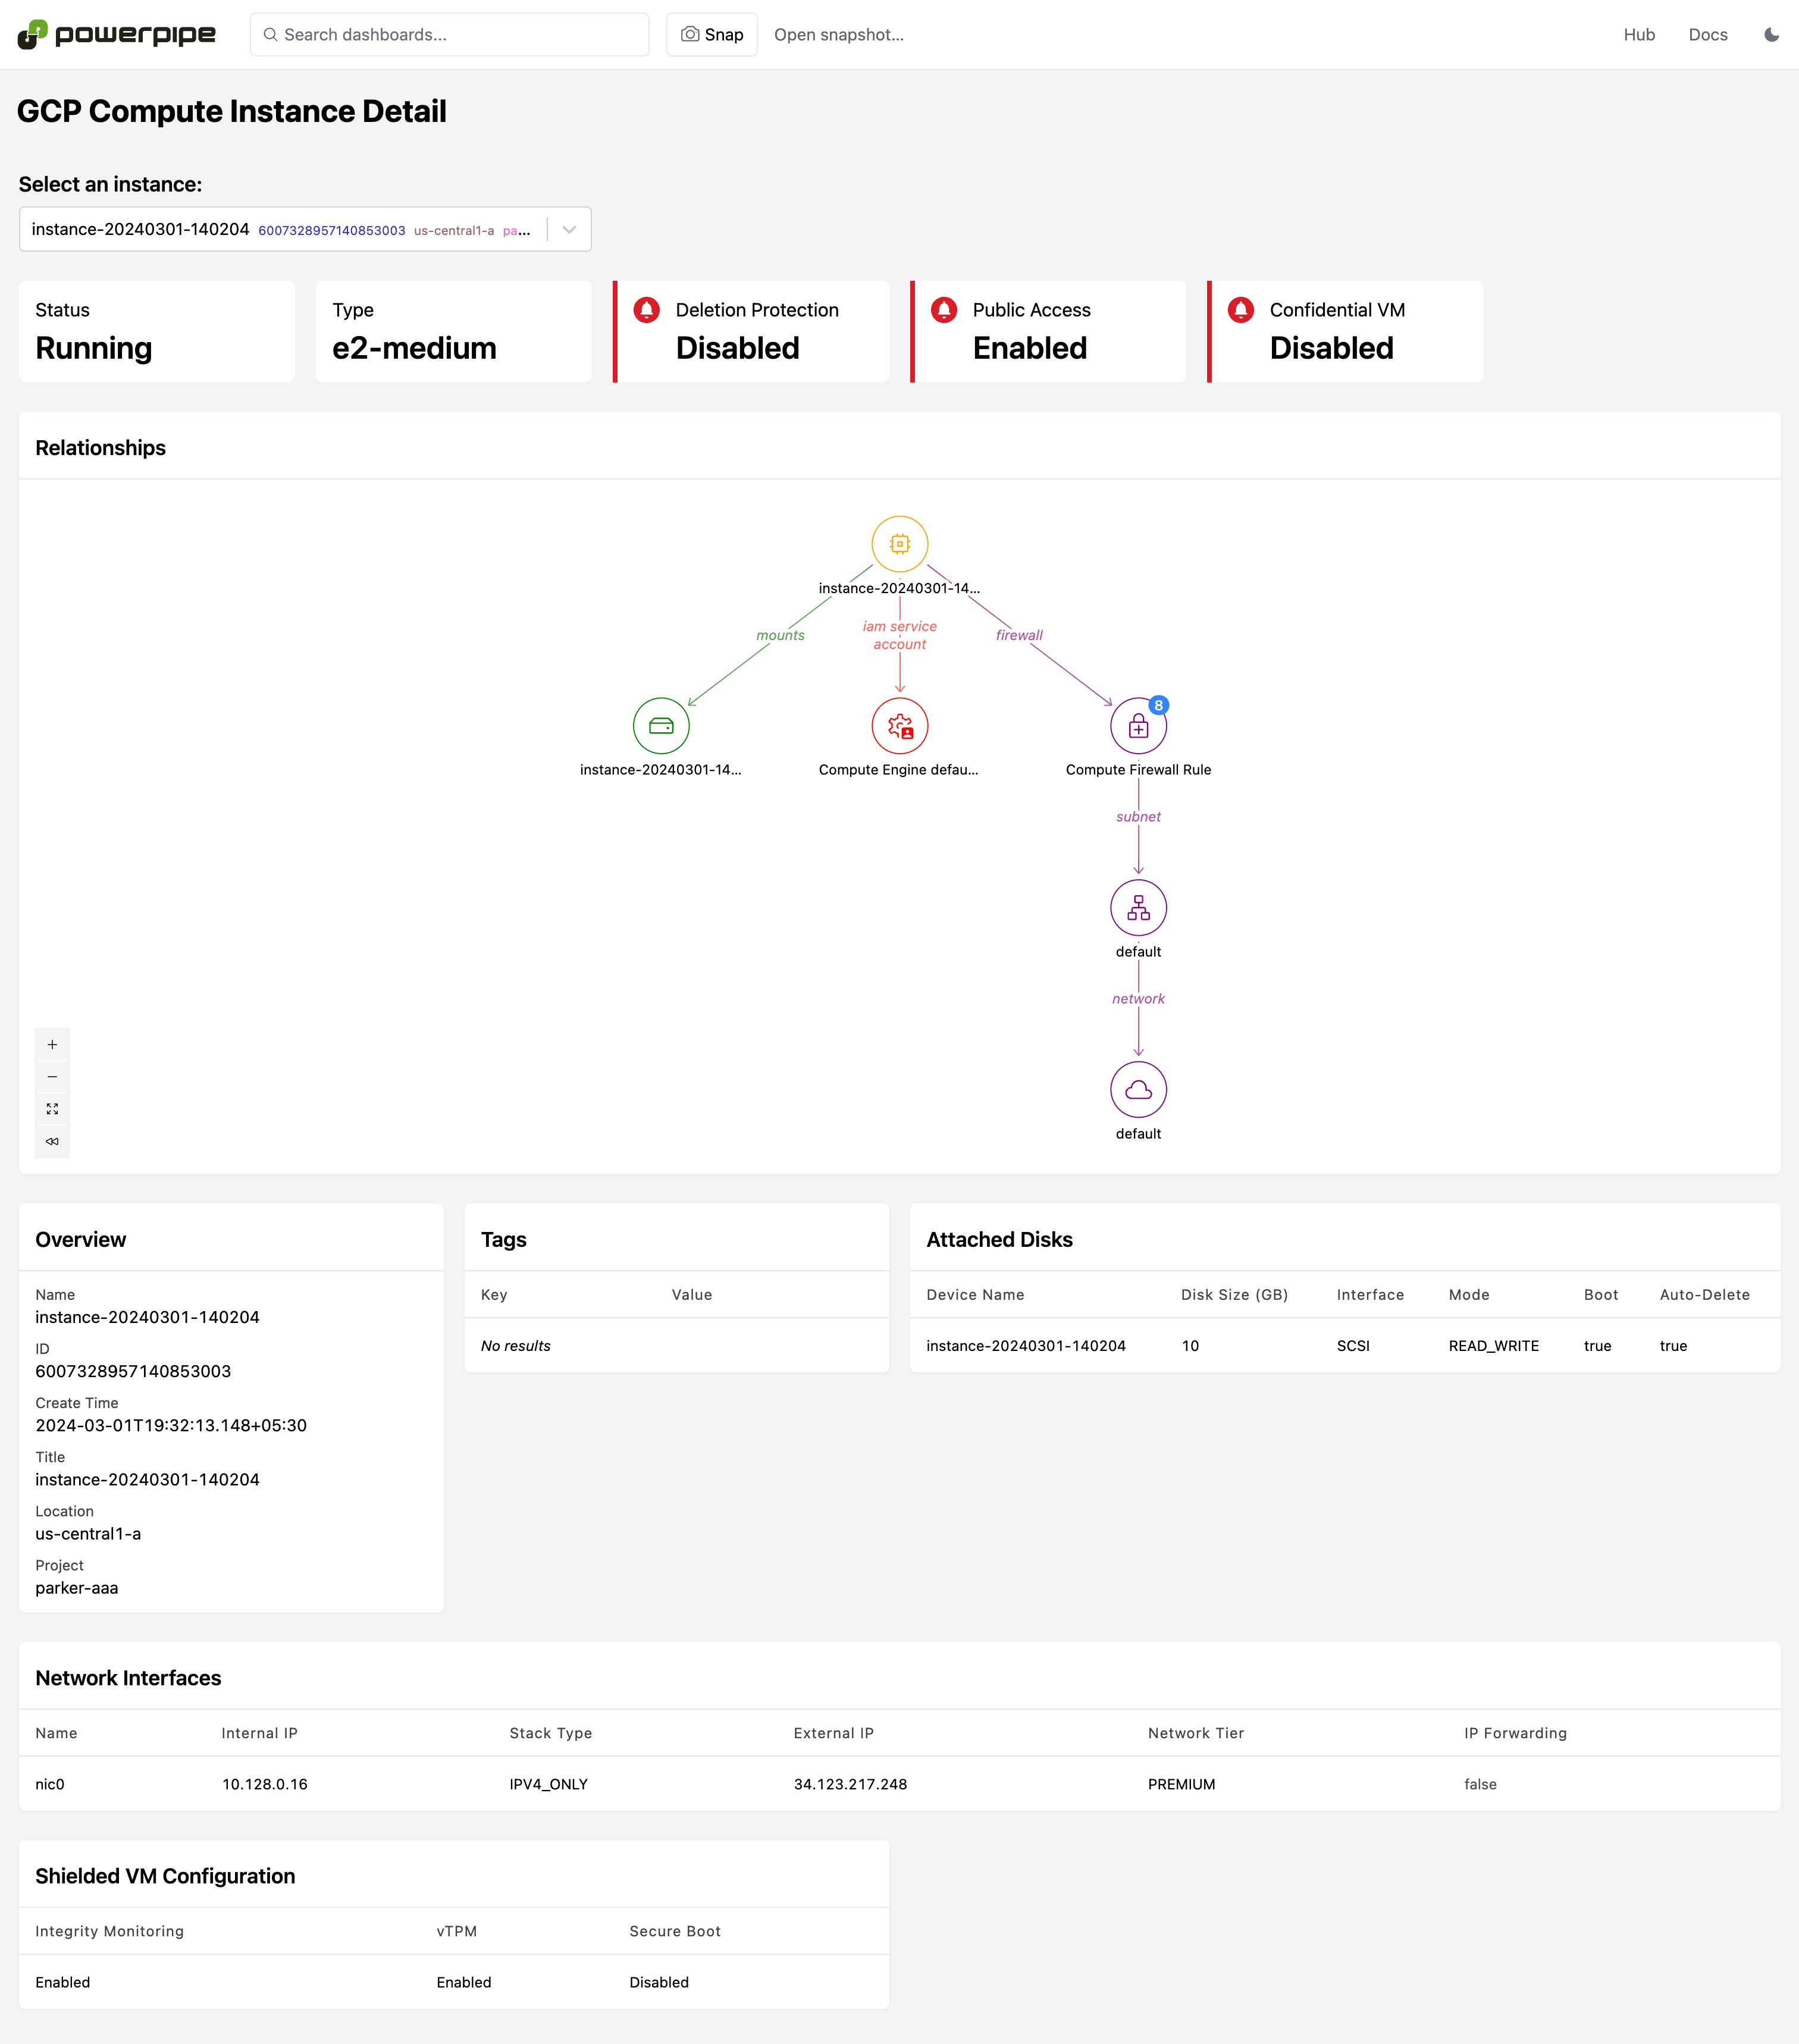 powerpipe
Search dashboards...
Snap
Open snapshot...
Hub
Docs
GCP Compute Instance Detail
Select an instance:
instance-20240301-140204 6007328957140853003 us-central1-a pa...
Status
Running
Type
e2-medium
Deletion Protection
Disabled
Public Access
Enabled
Confidential VM
Disabled
Relationships
instance-20240301-14...
mounts
iam service
account
firewall
8
instance-20240301-14...
Compute Engine defau...
Compute Firewall Rule
subnet
default
network
default
Overview
Name
instance-20240301-140204
ID
6007328957140853003
Create Time
2024-03-01T19:32:13.148+05:30
Title
instance-20240301-140204
Location
us-central1-a
Project
parker-aaa
Tags
Key Value
No results
Attached Disks
Device Name Disk Size (GB) Interface Mode Boot Auto-Delete
instance-20240301-140204 10 SCSI READ_WRITE true true
Network Interfaces
Name Internal IP Stack Type External IP Network Tier IP Forwarding
nic0 10.128.0.16 IPV4_ONLY 34.123.217.248 PREMIUM false
Shielded VM Configuration
Integrity Monitoring vTPM Secure Boot
Enabled Enabled Disabled